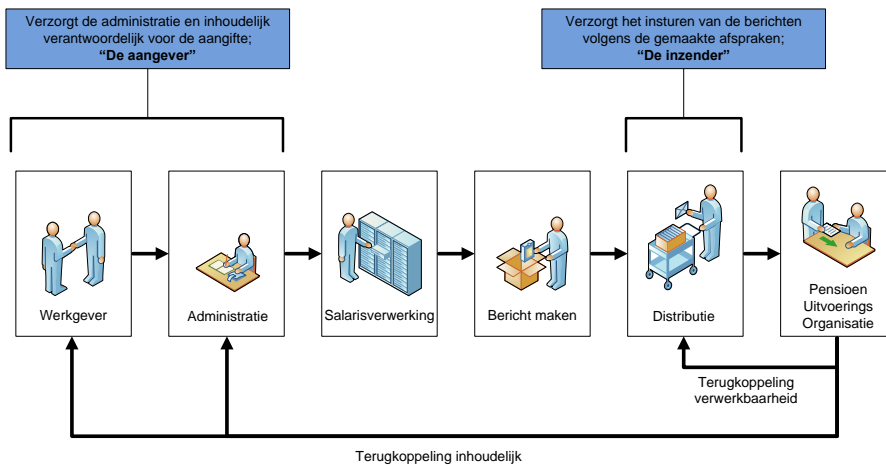 Verzorgt de administratie en inhoudelijk
verantwoordelijk voor de aangifte;
“De aangever”
Verzorgt het insturen van de berichten
volgens de gemaakte afspraken;
“De inzender”
Werkgever
Administratie
Salarisverwerking
Bericht maken
Distributie
Pensioen
Uitvoerings
Organisatie
Terugkoppeling
verwerkbaarheid
Terugkoppeling inhoudelijk